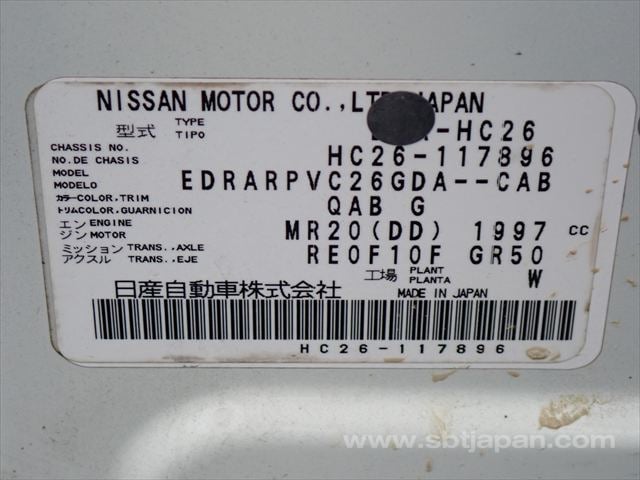 NISSAN MOTOR CO.,LTD. JAPAN
型式 TYPE TIPO -HC26
CHASSIS NO. NO. DE CHASIS HC26-117896
MODEL MODELO EDRARPVC26GDA--CAB
カラー COLOR, TRIM トリム COLOR, GUARNICION QAB G
エンジン ENGINE MOTOR MR20(DD) 1997 CC
ミッション TRANS., AXLE アクスル TRANS., EJE RE0F10F GR50
工場 PLANT PLANTA W
日産自動車株式会社 MADE IN JAPAN
HC26-117896
www.sbtjapan.com